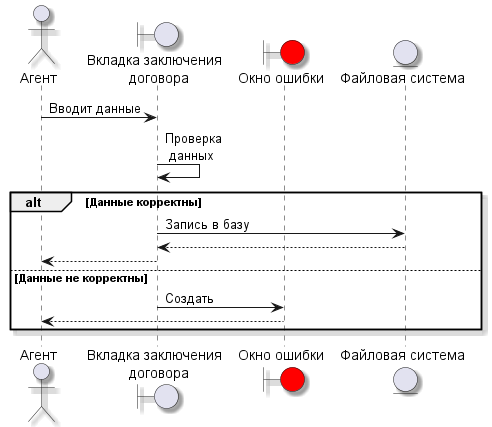 Агент
Вкладка заключения
договора
Окно ошибки
Файловая система
Вводит данные
Проверка
данных
alt
[Данные корректны]
Запись в базу
[Данные не корректны]
Создать
Агент
Вкладка заключения
договора
Окно ошибки
Файловая система